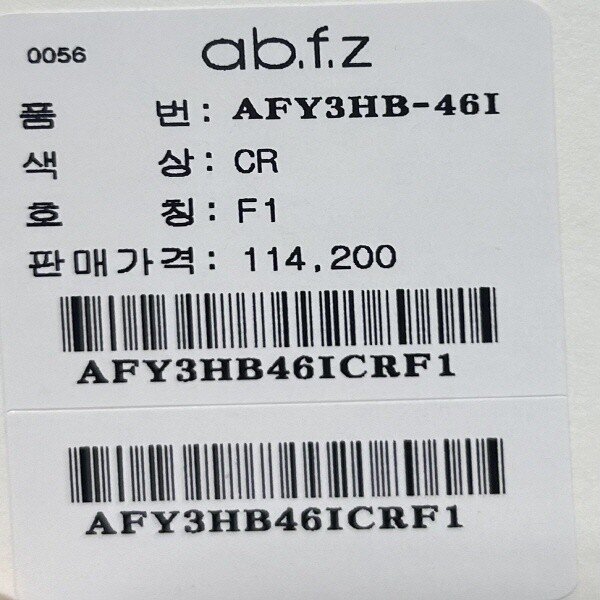 0056 ab.f.z
품 번: AFY3HB-46I
색 상: CR
호 칭: F1
판매가격: 114,200
AFY3HB46ICRF1
AFY3HB46ICRF1